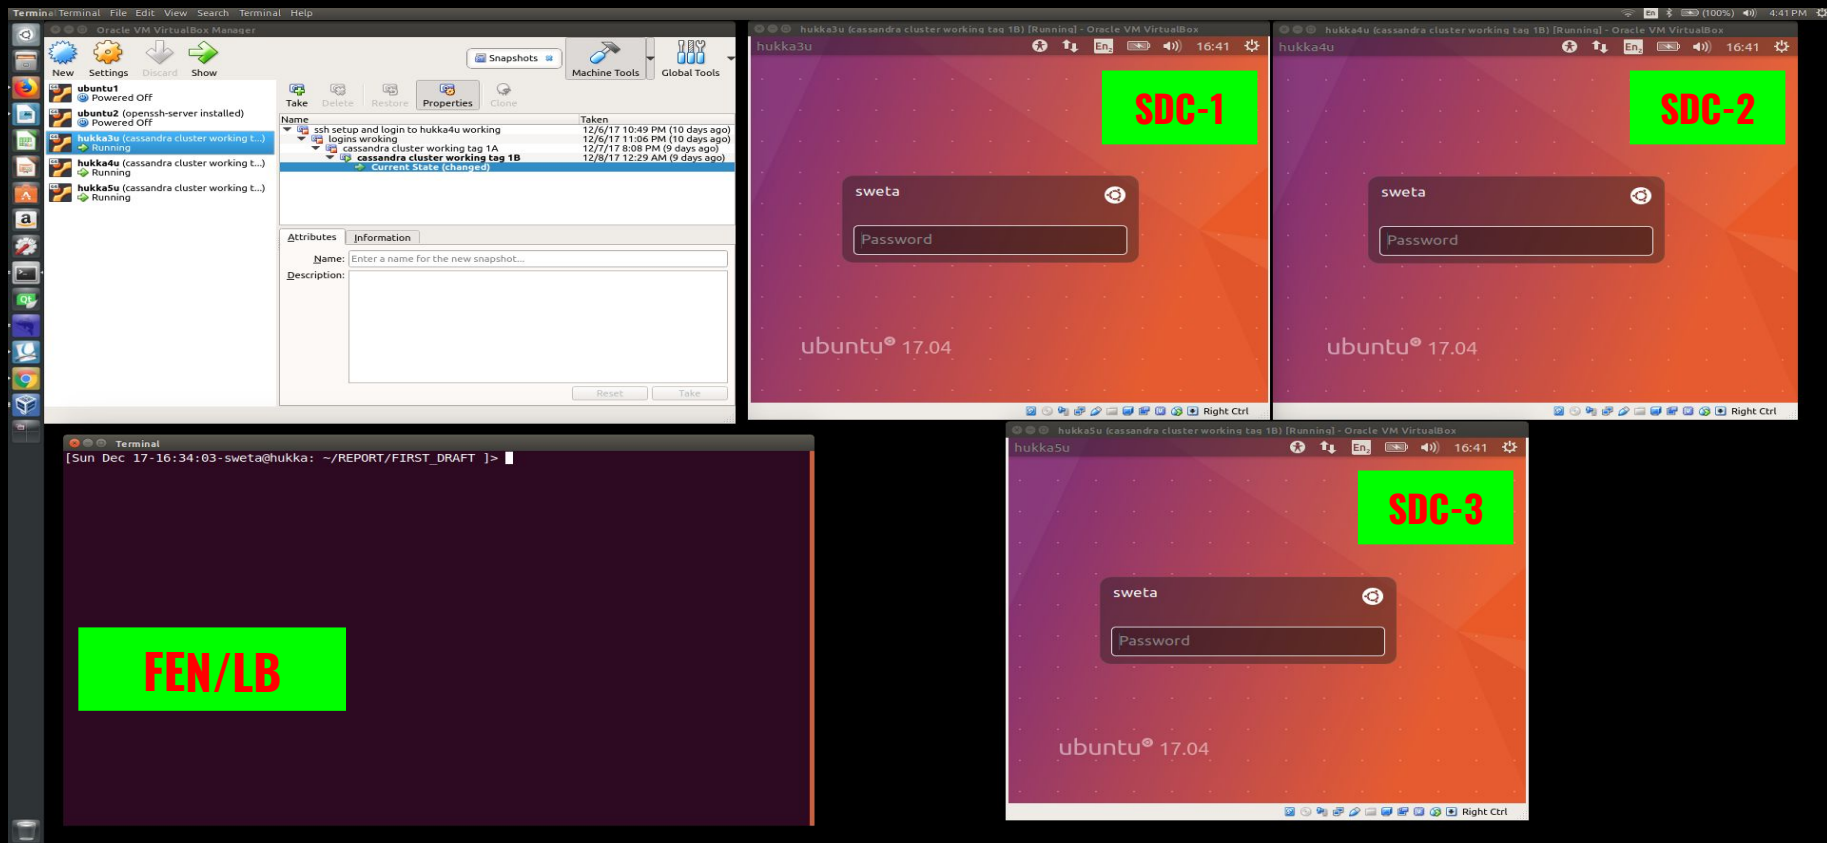 Terminal Terminal File Edit View Search Terminal Help
En (100%) 4:41 PM
Oracle VM VirtualBox Manager
New Settings Discard Show
Snapshots
Machine Tools Global Tools
ubuntu1
Powered Off
ubuntu2 (openssh-server installed)
Powered Off
hukka3u (cassandra cluster working t...)
Running
hukka4u (cassandra cluster working t...)
Running
hukka5u (cassandra cluster working t...)
Running
Take Delete Restore Properties Clone
Name Taken
ssh setup and login to hukka4u working 12/6/17 10:49 PM (10 days ago)
logins wroking 12/6/17 11:06 PM (10 days ago)
cassandra cluster working tag 1A 12/7/17 8:08 PM (9 days ago)
cassandra cluster working tag 1B 12/8/17 12:29 AM (9 days ago)
Current State (changed)
Attributes Information
Name: Enter a name for the new snapshot...
Description:
Reset Take
hukka3u (cassandra cluster working tag 1B) [Running] - Oracle VM VirtualBox
hukka3u En2 16:41
SDC-1
sweta
Password
ubuntu® 17.04
Right Ctrl
hukka4u (cassandra cluster working tag 1B) [Running] - Oracle VM VirtualBox
hukka4u En2 16:41
SDC-2
sweta
Password
ubuntu® 17.04
Right Ctrl
Terminal
[Sun Dec 17-16:34:03-sweta@hukka: ~/REPORT/FIRST_DRAFT ]>
FEN/LB
hukka5u (cassandra cluster working tag 1B) [Running] - Oracle VM VirtualBox
hukka5u En2 16:41
SDC-3
sweta
Password
ubuntu® 17.04
Right Ctrl